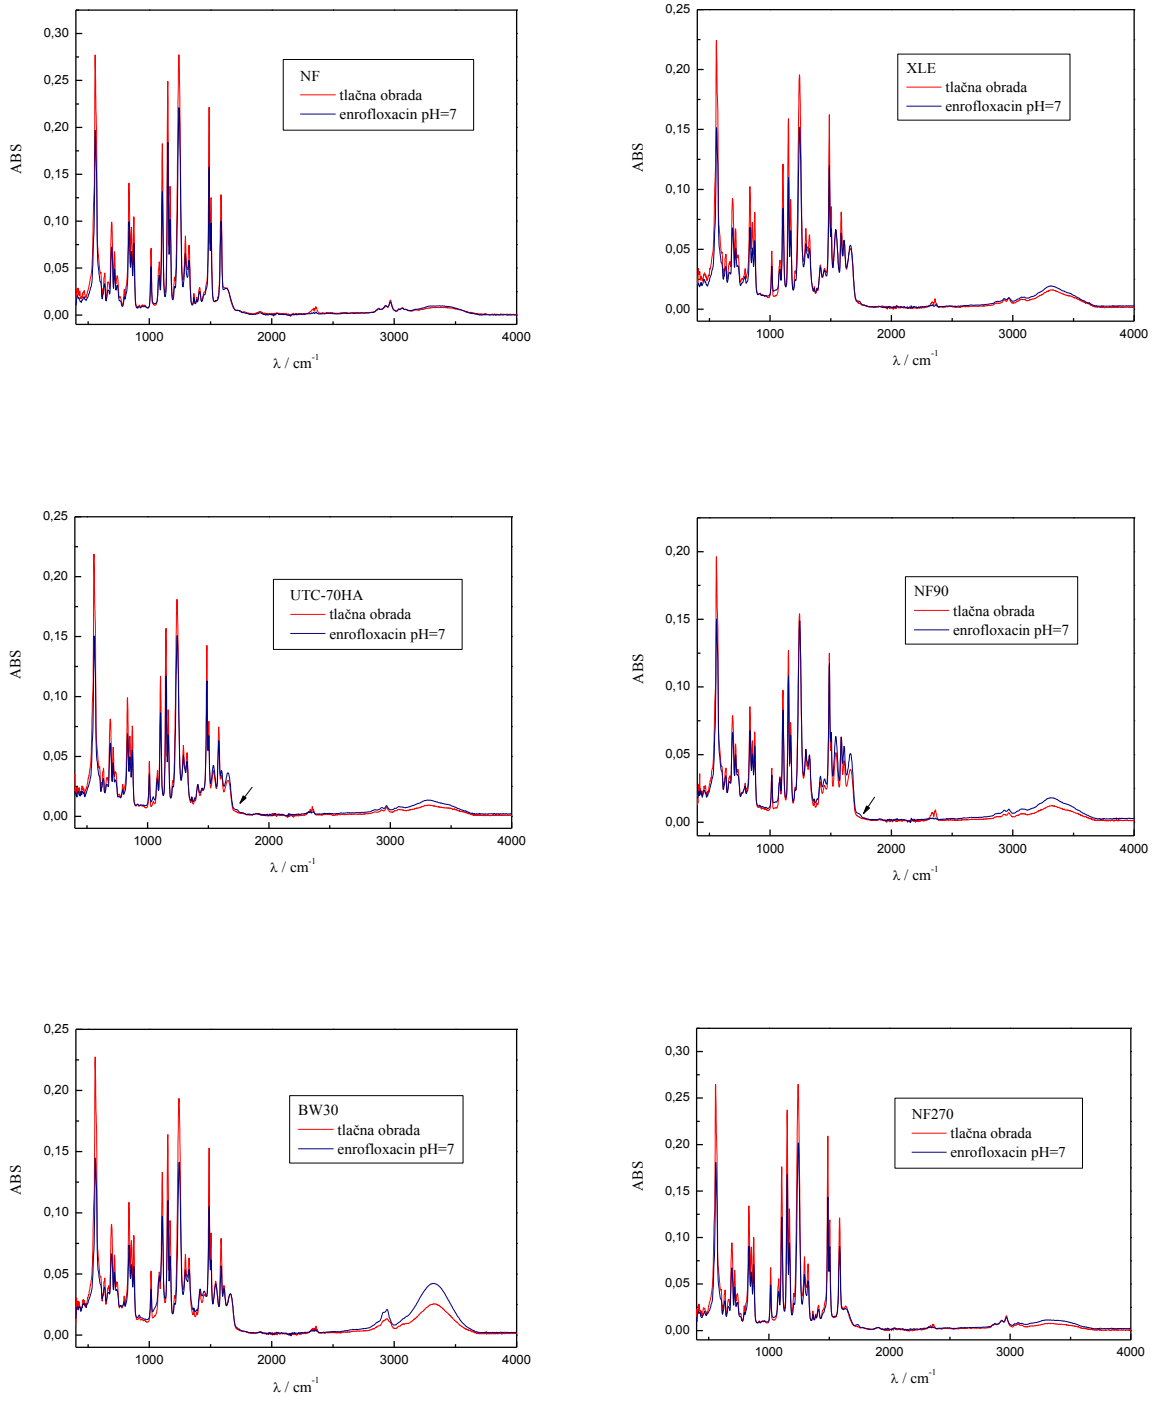 0,30
0,25
0,20
0,15
0,10
0,05
0,00
ABS
NF
tlačna obrada
enrofloxacin pH=7
1000 2000 3000 4000
λ / cm⁻¹
0,25
0,20
0,15
0,10
0,05
0,00
ABS
XLE
tlačna obrada
enrofloxacin pH=7
1000 2000 3000 4000
λ / cm⁻¹
0,25
0,20
0,15
0,10
0,05
0,00
ABS
UTC-70HA
tlačna obrada
enrofloxacin pH=7
1000 2000 3000 4000
λ / cm⁻¹
0,20
0,15
0,10
0,05
0,00
ABS
NF90
tlačna obrada
enrofloxacin pH=7
1000 2000 3000 4000
λ / cm⁻¹
0,25
0,20
0,15
0,10
0,05
0,00
ABS
BW30
tlačna obrada
enrofloxacin pH=7
1000 2000 3000 4000
λ / cm⁻¹
0,30
0,25
0,20
0,15
0,10
0,05
0,00
ABS
NF270
tlačna obrada
enrofloxacin pH=7
1000 2000 3000 4000
λ / cm⁻¹